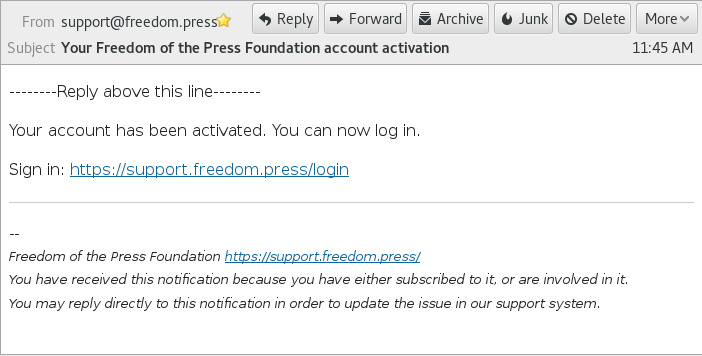 From support@freedom.press Reply Forward Archive Junk Delete More
Subject Your Freedom of the Press Foundation account activation 11:45 AM
--------Reply above this line--------
Your account has been activated. You can now log in.
Sign in: https://support.freedom.press/login
--
Freedom of the Press Foundation https://support.freedom.press/
You have received this notification because you have either subscribed to it, or are involved in it.
You may reply directly to this notification in order to update the issue in our support system.